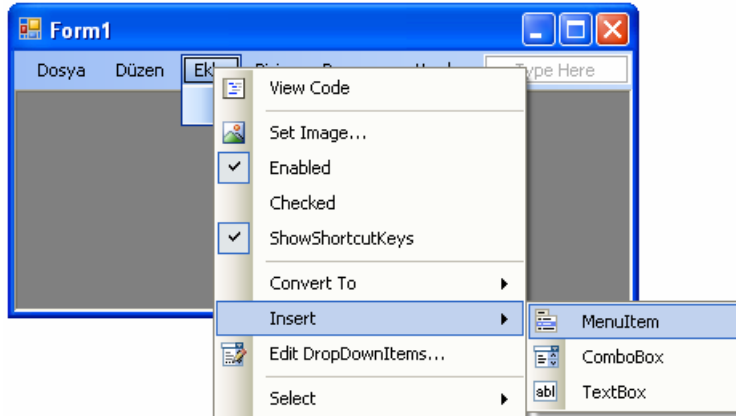 Form1
Dosya Düzen Type Here
View Code
Set Image...
Enabled
Checked
ShowShortcutKeys
Convert To
Insert
MenuItem
Edit DropDownItems...
ComboBox
Select
abl TextBox